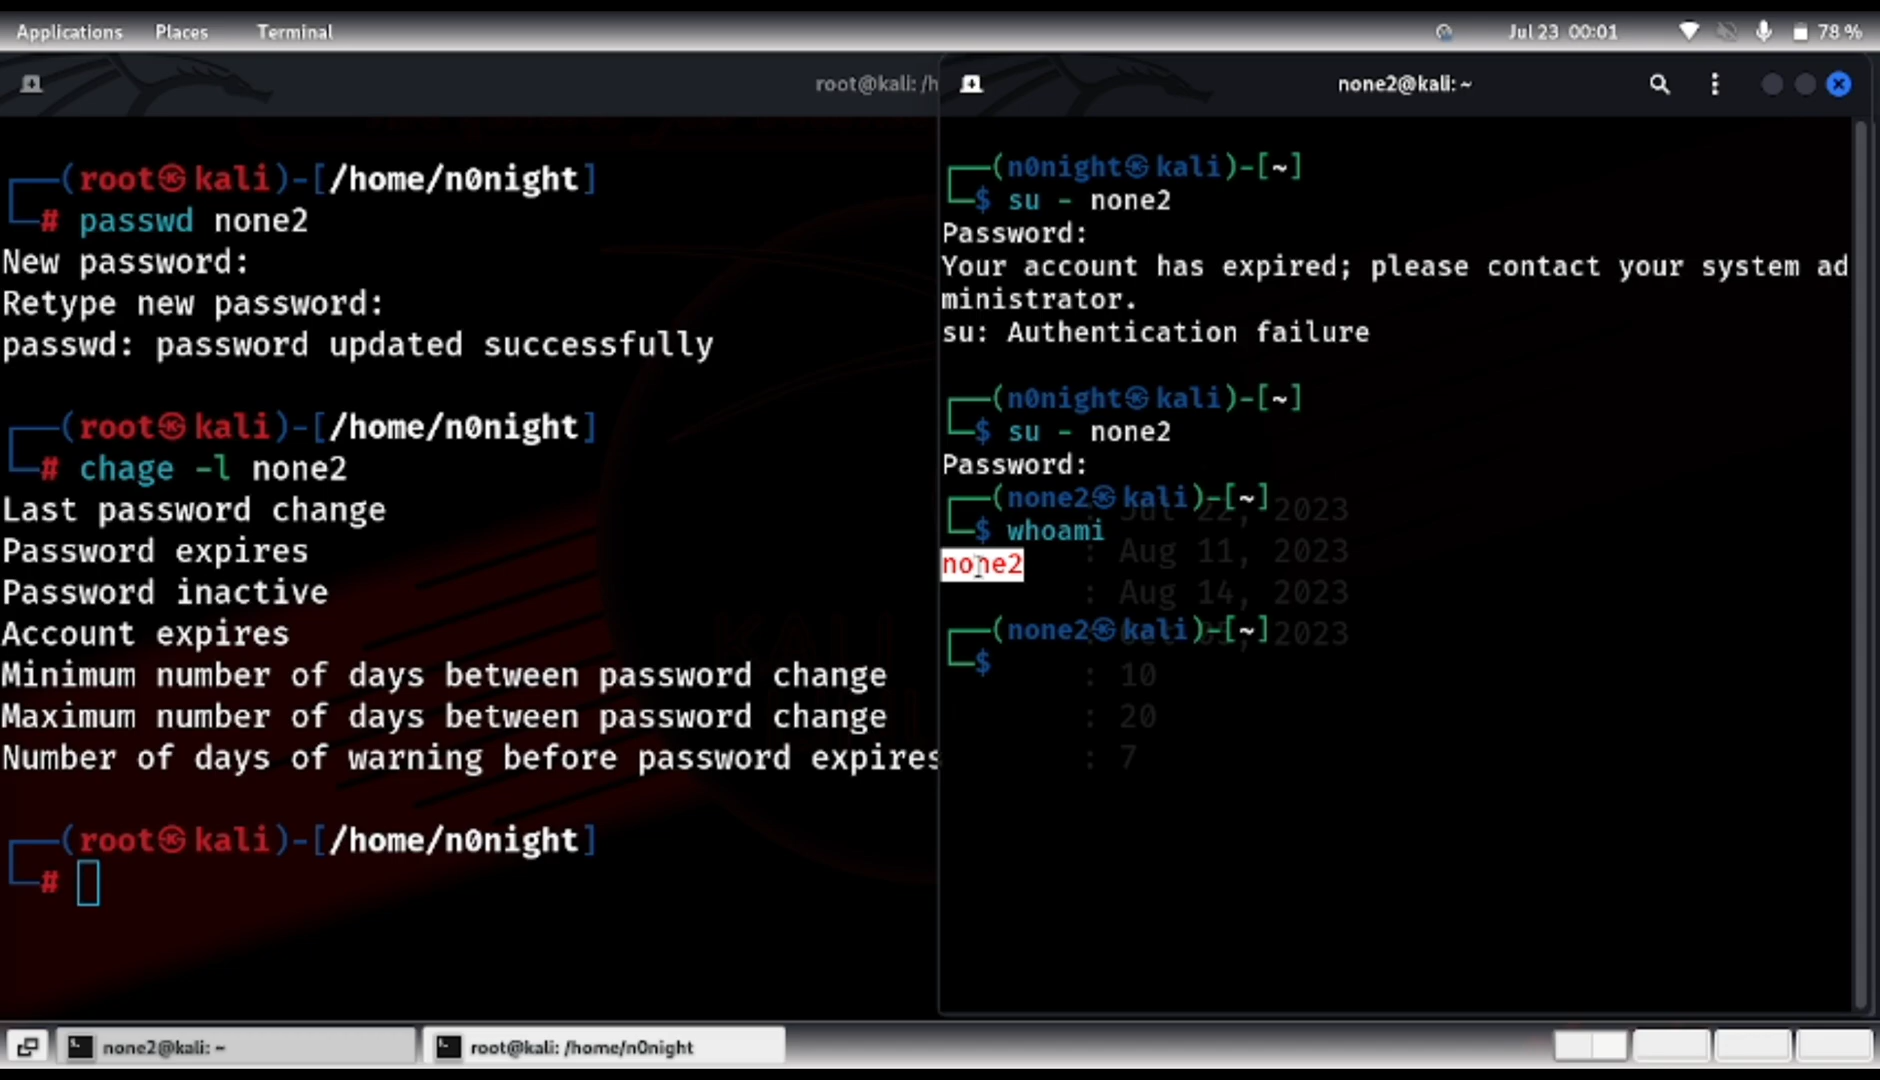 Applications Places Terminal Jul 23 00:01 78 %
root@kali: /h
┌──(root㉿kali)-[/home/n0night]
└─# passwd none2
New password:
Retype new password:
passwd: password updated successfully
┌──(root㉿kali)-[/home/n0night]
└─# chage -l none2
Last password change
Password expires
Password inactive
Account expires
Minimum number of days between password change
Maximum number of days between password change
Number of days of warning before password expires
┌──(root㉿kali)-[/home/n0night]
└─#
none2@kali: ~
┌──(n0night㉿kali)-[~]
└─$ su - none2
Password:
Your account has expired; please contact your system ad
ministrator.
su: Authentication failure
┌──(n0night㉿kali)-[~]
└─$ su - none2
Password:
┌──(none2㉿kali)-[~]
└─$ whoami
none2
┌──(none2㉿kali)-[~]
└─$
: Jul 22, 2023
: Aug 11, 2023
: Aug 14, 2023
2023
: 10
: 20
: 7
none2@kali: ~
root@kali: /home/n0night